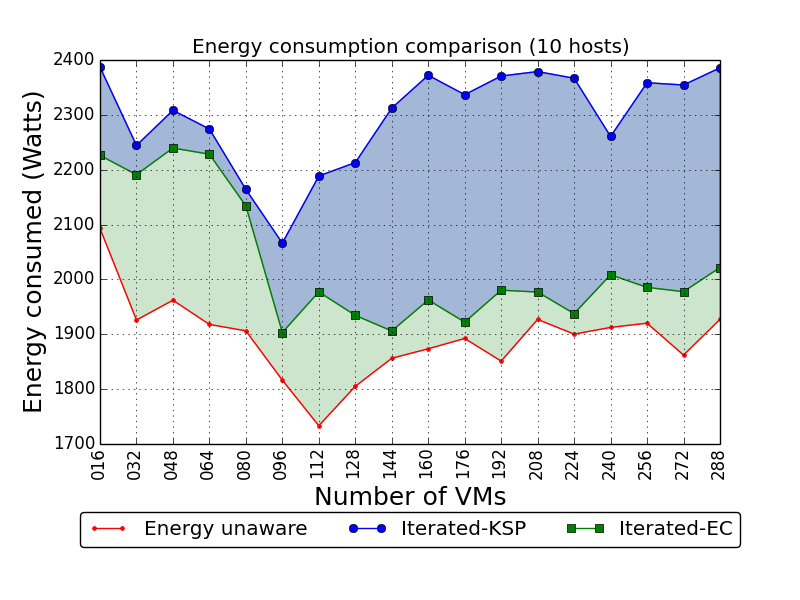 Energy consumption comparison (10 hosts)
Energy consumed (Watts)
2400
2300
2200
2100
2000
1900
1800
1700
016 032 048 064 080 096 112 128 144 160 176 192 208 224 240 256 272 288
Number of VMs
Energy unaware Iterated-KSP Iterated-EC